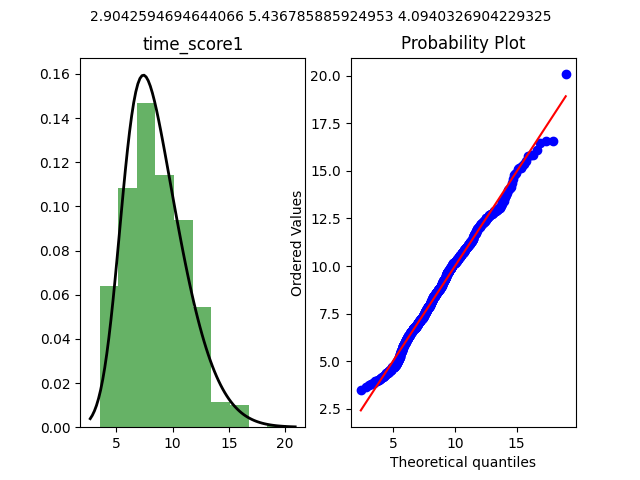 2.9042594694644066 5.436785885924953 4.0940326904229325
time_score1
Probability Plot
0.16
0.14
0.12
0.10
0.08
0.06
0.04
0.02
0.00
5 10 15 20
Ordered Values
20.0
17.5
15.0
12.5
10.0
7.5
5.0
2.5
5 10 15
Theoretical quantiles